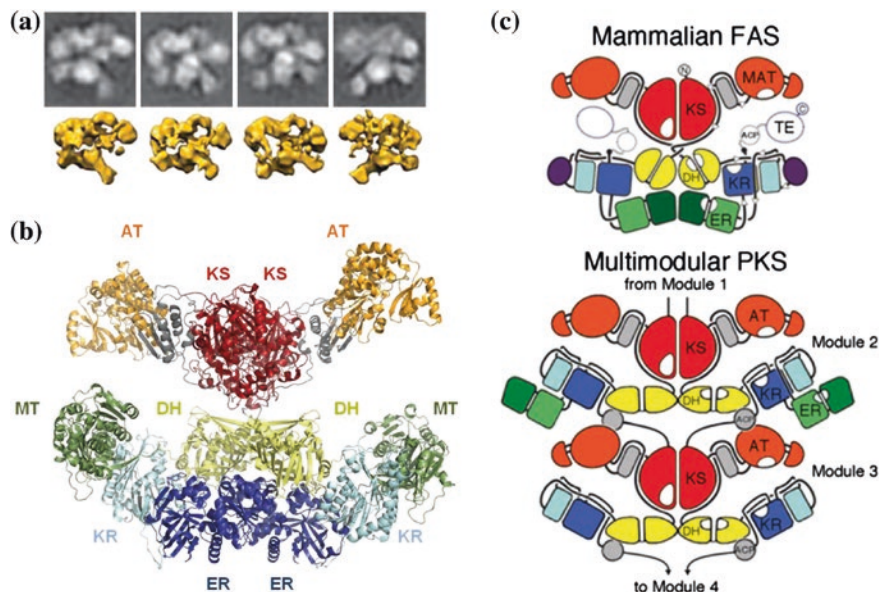 (a)
(b)
AT AT
KS KS
MT DH DH MT
KR KR
ER ER
(c)
Mammalian FAS
N
KS MAT
C
ACP TE
DH KR
ER
Multimodular PKS
from Module 1
AT
KS Module 2
DH KR
ER
ACP
AT
KS Module 3
DH KR
ACP
to Module 4